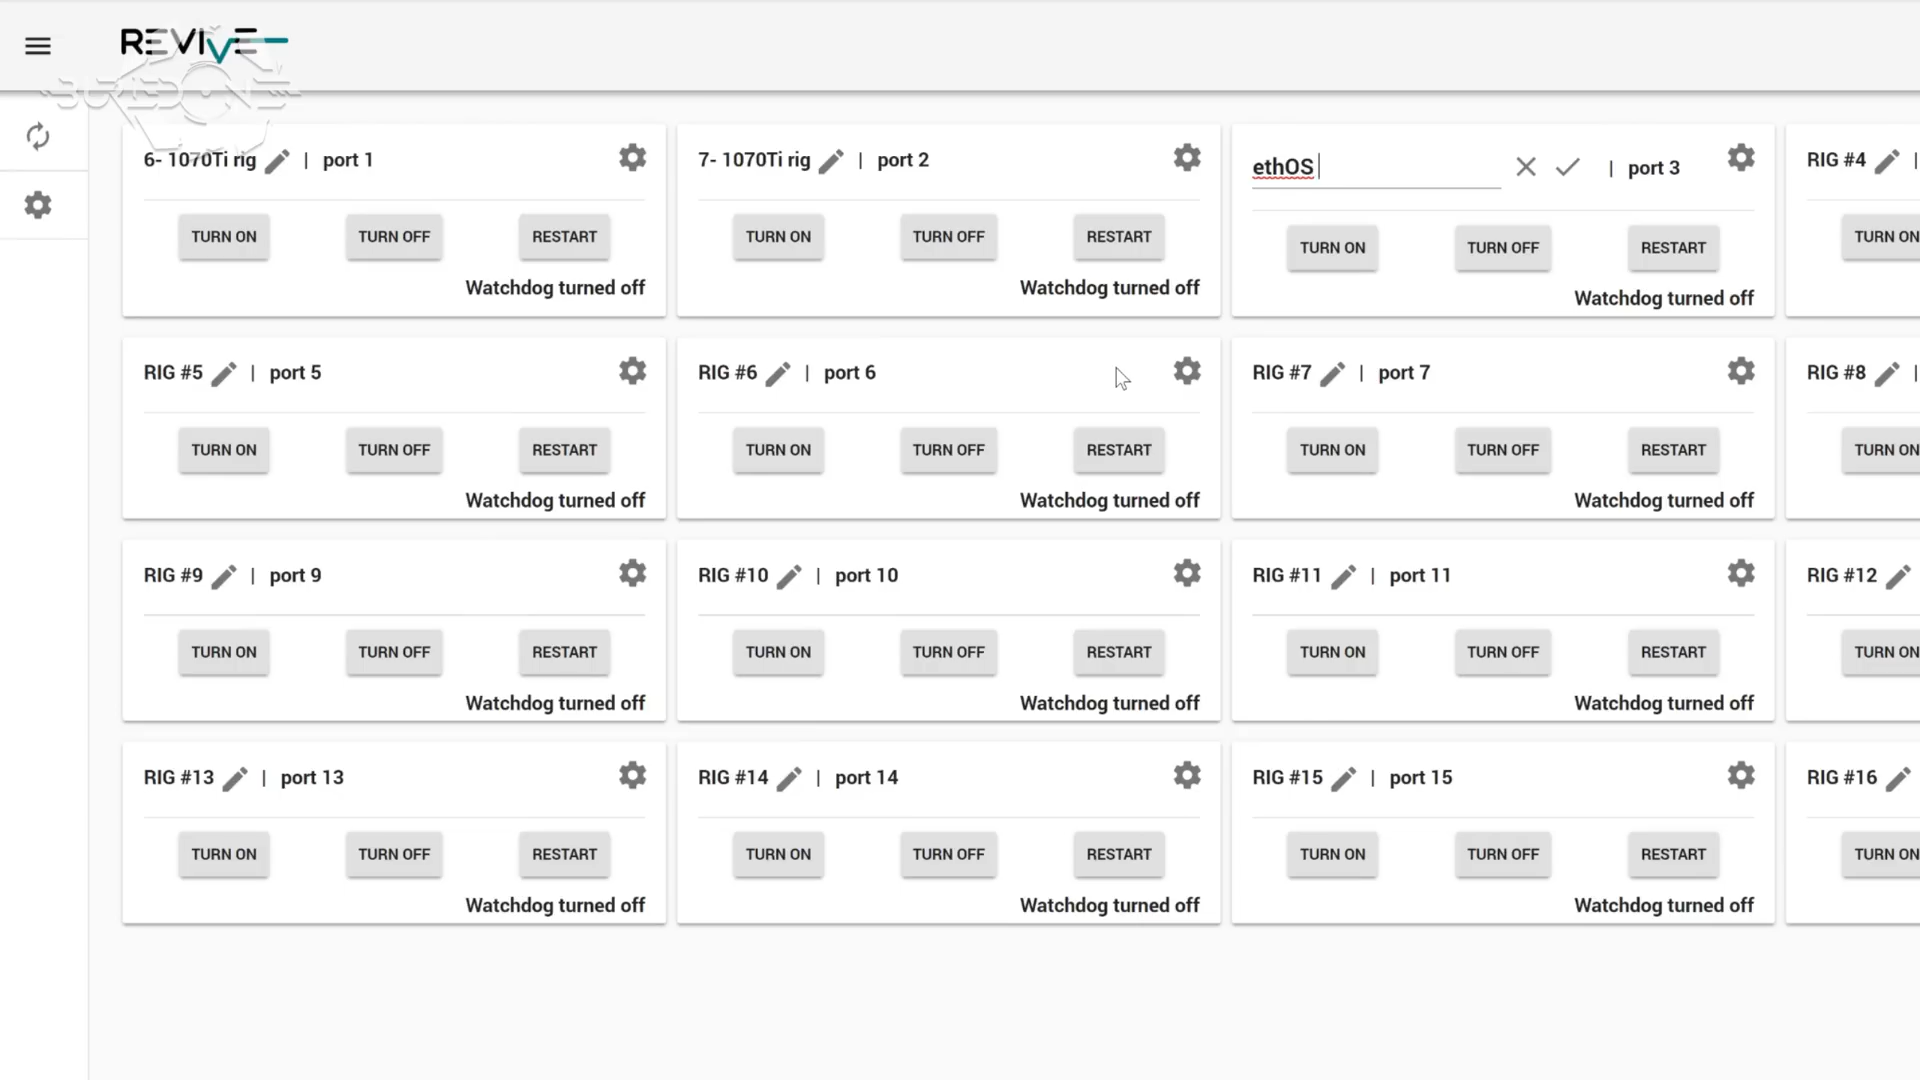 REVIVE
BURIEDONE
6- 1070Ti rig | port 1
7- 1070Ti rig | port 2
ethOS | port 3
RIG #4 |
TURN ON TURN OFF RESTART
TURN ON TURN OFF RESTART
TURN ON TURN OFF RESTART
TURN ON
Watchdog turned off
Watchdog turned off
Watchdog turned off
RIG #5 | port 5
RIG #6 | port 6
RIG #7 | port 7
RIG #8 |
TURN ON TURN OFF RESTART
TURN ON TURN OFF RESTART
TURN ON TURN OFF RESTART
TURN ON
Watchdog turned off
Watchdog turned off
Watchdog turned off
RIG #9 | port 9
RIG #10 | port 10
RIG #11 | port 11
RIG #12
TURN ON TURN OFF RESTART
TURN ON TURN OFF RESTART
TURN ON TURN OFF RESTART
TURN ON
Watchdog turned off
Watchdog turned off
Watchdog turned off
RIG #13 | port 13
RIG #14 | port 14
RIG #15 | port 15
RIG #16
TURN ON TURN OFF RESTART
TURN ON TURN OFF RESTART
TURN ON TURN OFF RESTART
TURN ON
Watchdog turned off
Watchdog turned off
Watchdog turned off